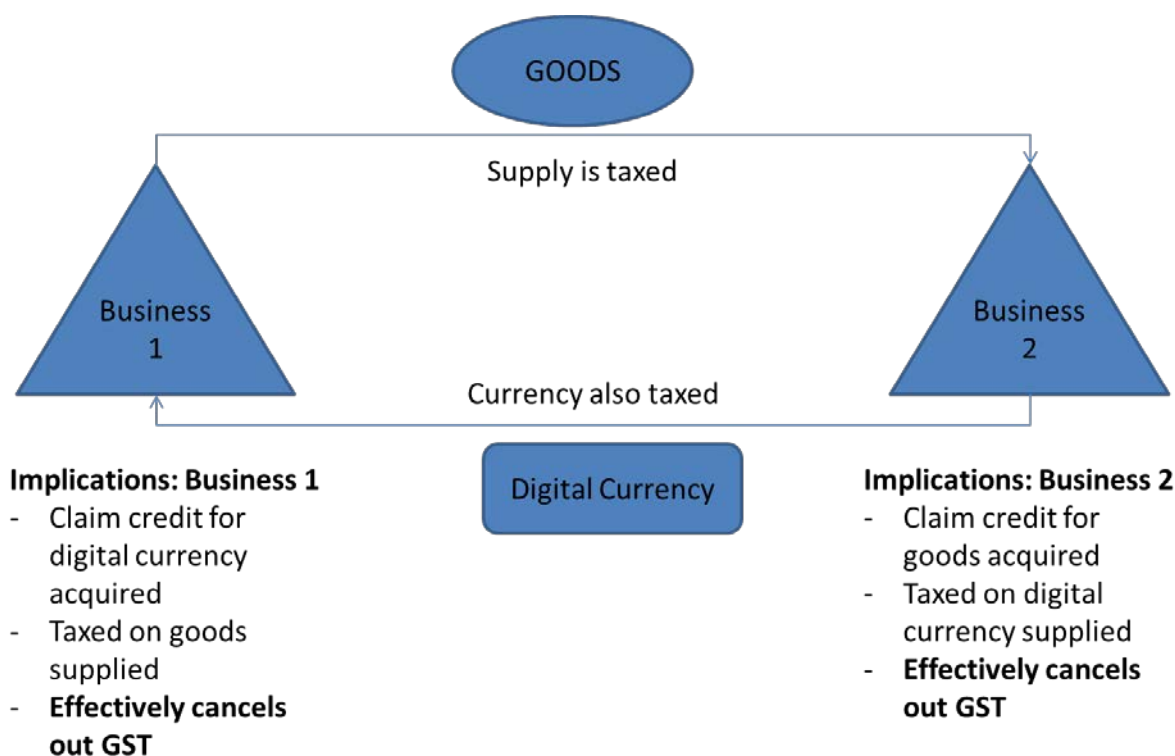 GOODS
Supply is taxed
Business
1
Business
2
Currency also taxed
Digital Currency
Implications: Business 1
- Claim credit for
digital currency
acquired
- Taxed on goods
supplied
- Effectively cancels
out GST
Implications: Business 2
- Claim credit for
goods acquired
- Taxed on digital
currency supplied
- Effectively cancels
out GST